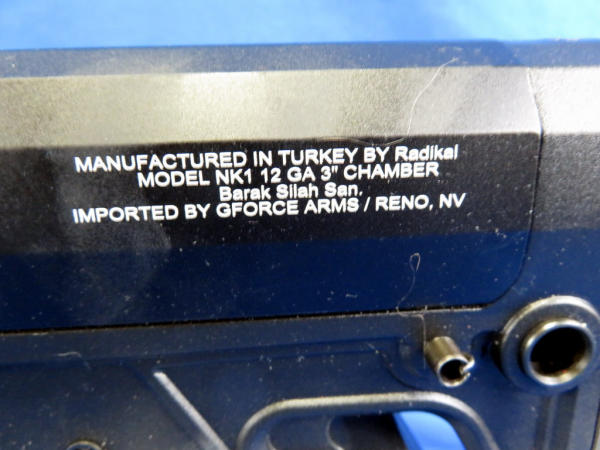 MANUFACTURED IN TURKEY BY Radikal
MODEL NK1 12 GA 3" CHAMBER
Barak Silah San.
IMPORTED BY GFORCE ARMS / RENO, NV